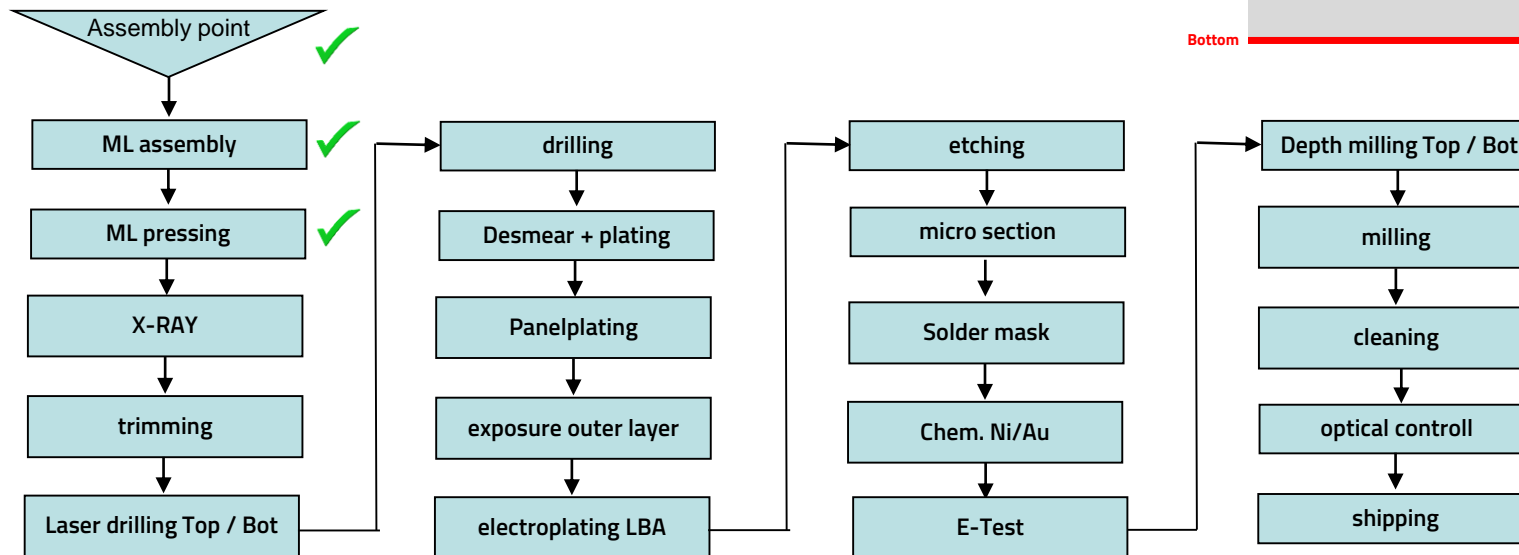 Assembly point
Bottom
ML assembly
ML pressing
X-RAY
trimming
Laser drilling Top / Bot
drilling
Desmear + plating
Panelplating
exposure outer layer
electroplating LBA
etching
micro section
Solder mask
Chem. Ni/Au
E-Test
Depth milling Top / Bot
milling
cleaning
optical controll
shipping